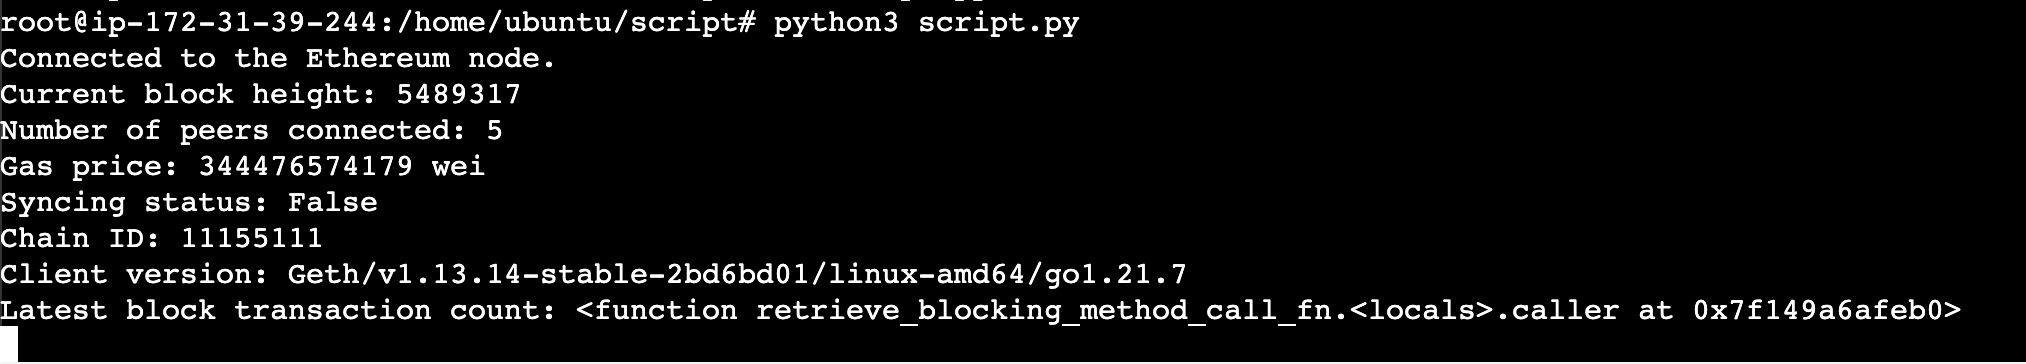 root@ip-172-31-39-244:/home/ubuntu/script# python3 script.py
Connected to the Ethereum node.
Current block height: 5489317
Number of peers connected: 5
Gas price: 344476574179 wei
Syncing status: False
Chain ID: 11155111
Client version: Geth/v1.13.14-stable-2bd6bd01/linux-amd64/go1.21.7
Latest block transaction count: <function retrieve_blocking_method_call_fn.<locals>.caller at 0x7f149a6afeb0>